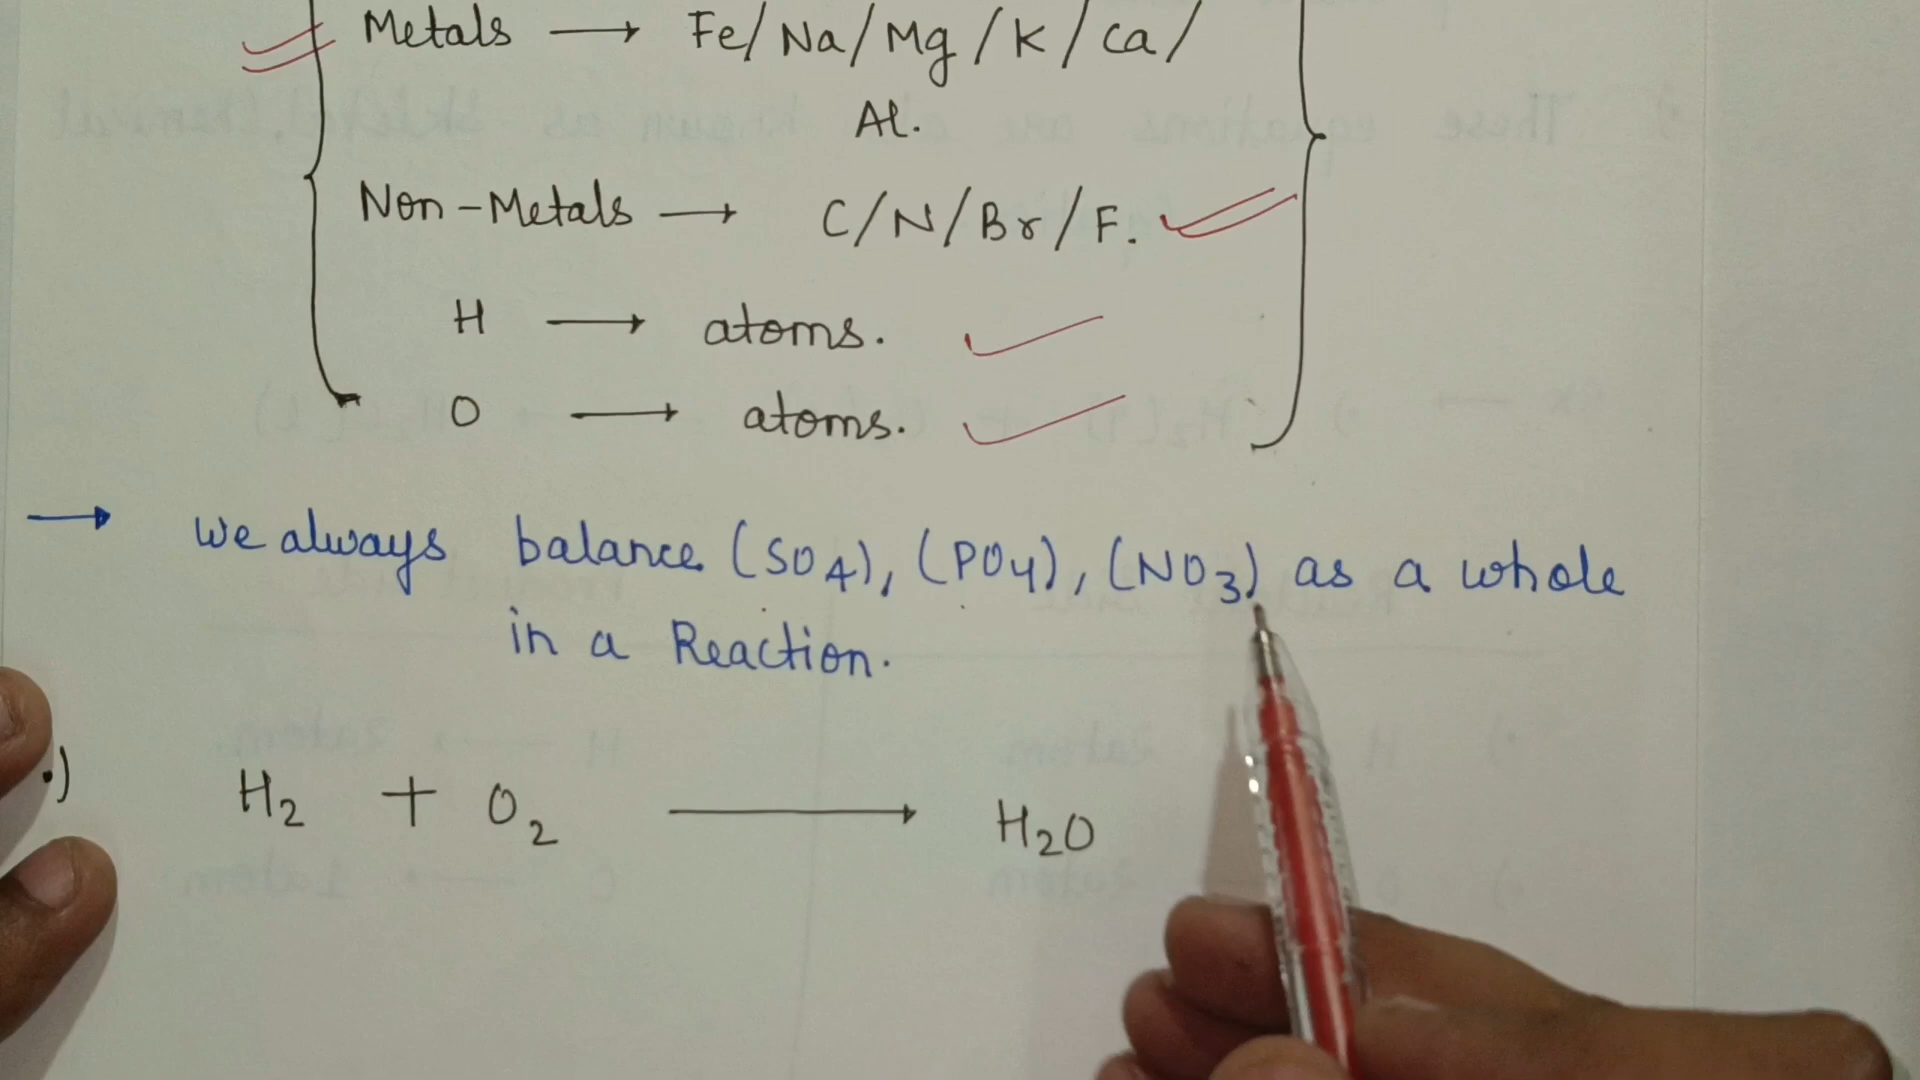 Metals → Fe/Na/Mg/K/Ca/
Al.
Non-Metals → C/N/Br/F.
H → atoms.
O → atoms.
→ we always balance (SO4), (PO4), (NO3) as a whole
in a Reaction.
•) H2 + O2 → H2O